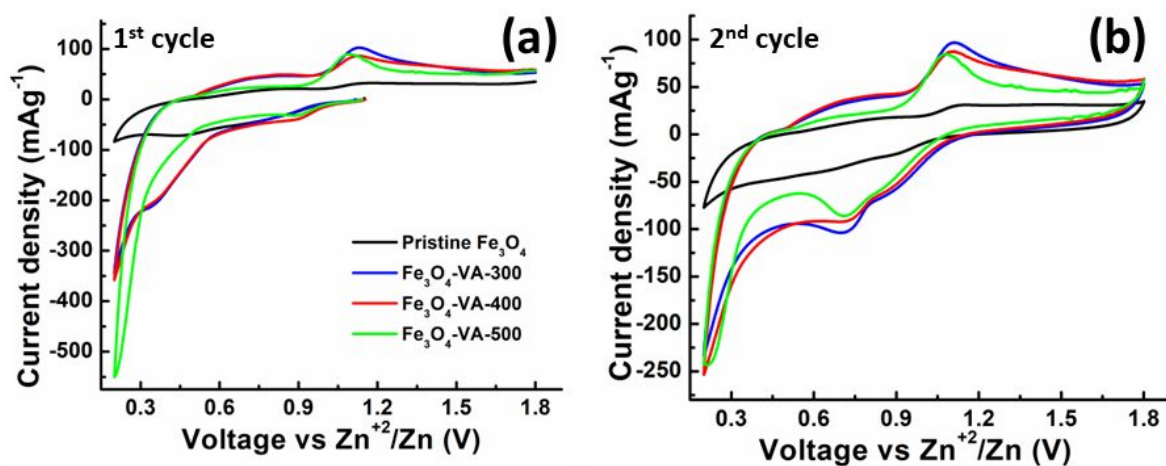 1st cycle
(a)
Current density (mAg-1)
100
0
-100
-200
-300
-400
-500
Pristine Fe3O4
Fe3O4-VA-300
Fe3O4-VA-400
Fe3O4-VA-500
0.3 0.6 0.9 1.2 1.5 1.8
Voltage vs Zn+2/Zn (V)
2nd cycle
(b)
Current density (mAg-1)
100
50
0
-50
-100
-150
-200
-250
0.3 0.6 0.9 1.2 1.5 1.8
Voltage vs Zn+2/Zn (V)